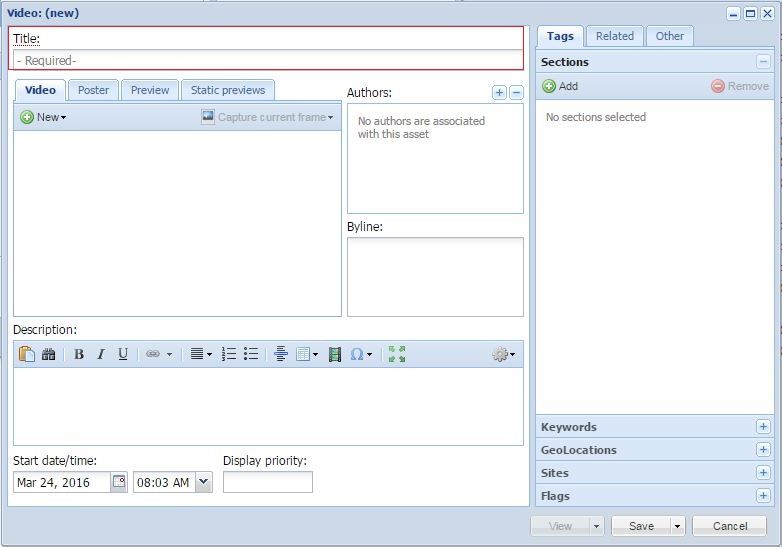 Video: (new)
Title:
- Required-
Video Poster Preview Static previews
New Capture current frame
Authors:
No authors are associated
with this asset
Byline:
Description:
B I U Ω
Start date/time:
Mar 24, 2016 08:03 AM
Display priority:
Tags Related Other
Sections
Add Remove
No sections selected
Keywords
GeoLocations
Sites
Flags
View Save Cancel